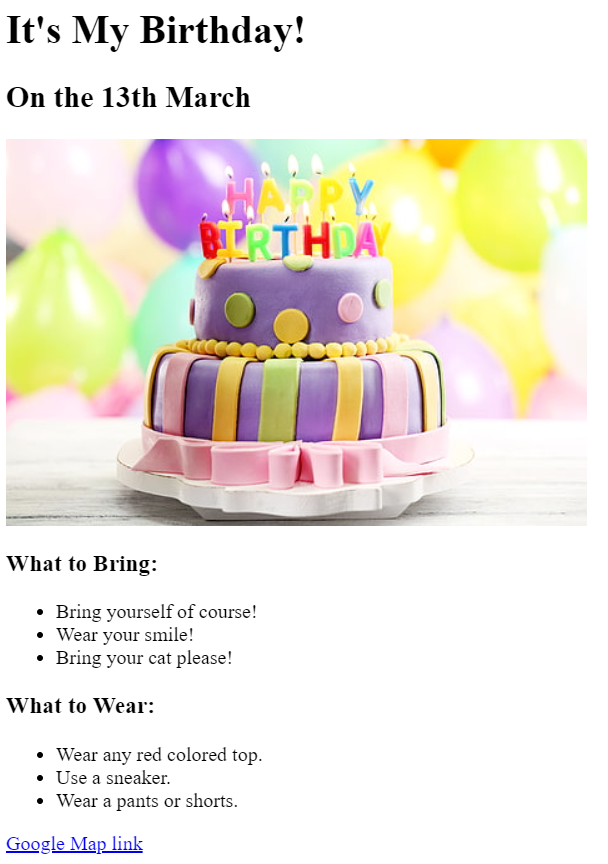 It's My Birthday!
On the 13th March
HAPPY
BIRTHDAY
What to Bring:
Bring yourself of course!
Wear your smile!
Bring your cat please!
What to Wear:
Wear any red colored top.
Use a sneaker.
Wear a pants or shorts.
Google Map link